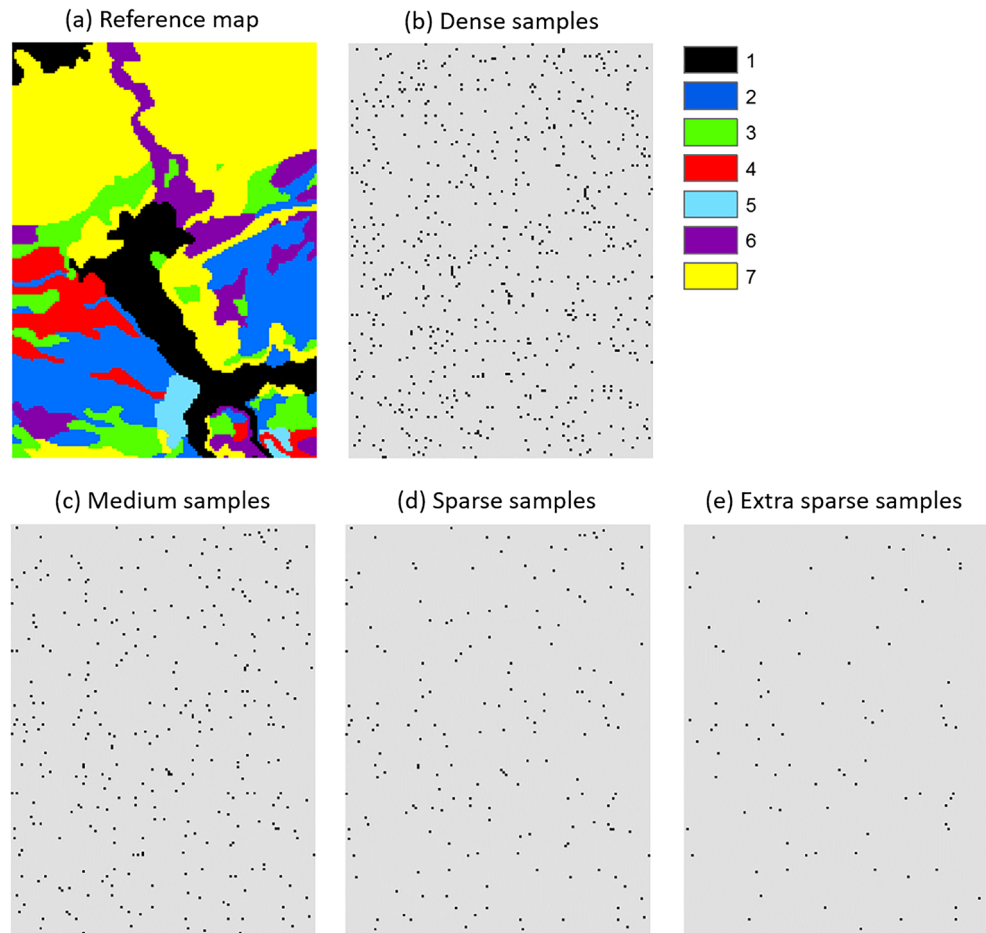 (a) Reference map
(b) Dense samples
1
2
3
4
5
6
7
(c) Medium samples
(d) Sparse samples
(e) Extra sparse samples